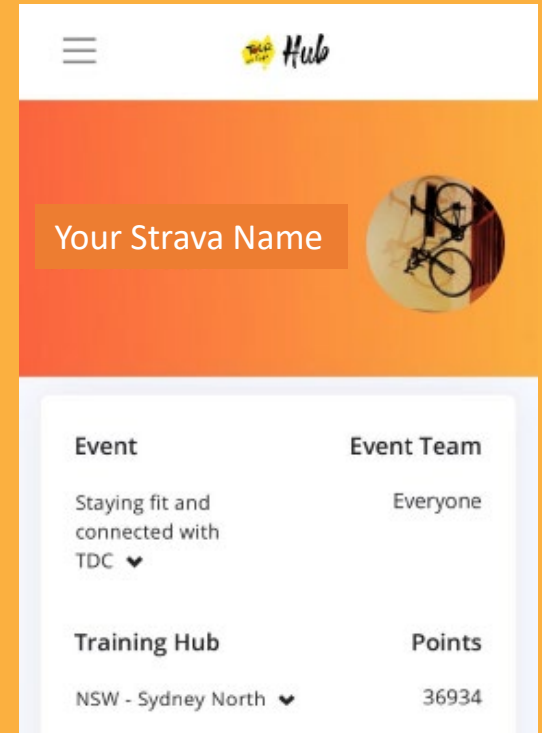 Hub
Your Strava Name
Event Event Team
Staying fit and Everyone
connected with
TDC
Training Hub Points
NSW - Sydney North 36934